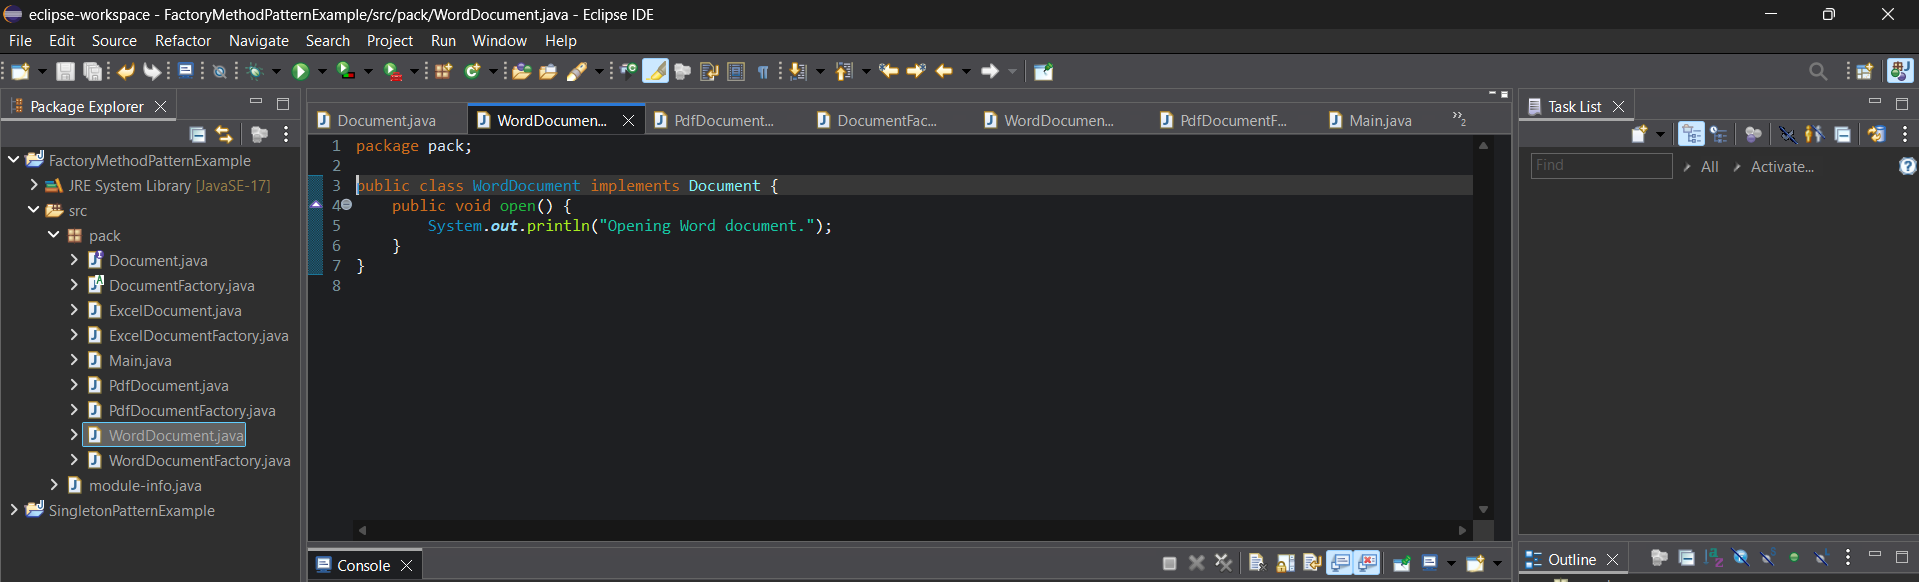 eclipse-workspace - FactoryMethodPatternExample/src/pack/WordDocument.java - Eclipse IDE
File Edit Source Refactor Navigate Search Project Run Window Help
Package Explorer
FactoryMethodPatternExample
JRE System Library [JavaSE-17]
src
pack
Document.java
DocumentFactory.java
ExcelDocument.java
ExcelDocumentFactory.java
Main.java
PdfDocument.java
PdfDocumentFactory.java
WordDocument.java
WordDocumentFactory.java
module-info.java
SingletonPatternExample
Document.java WordDocumen... PdfDocument... DocumentFac... WordDocumen... PdfDocumentF... Main.java »2
1 package pack;
2
3 public class WordDocument implements Document {
4 public void open() {
5 System.out.println("Opening Word document.");
6 }
7 }
8
Console
Task List
Find All Activate...
Outline